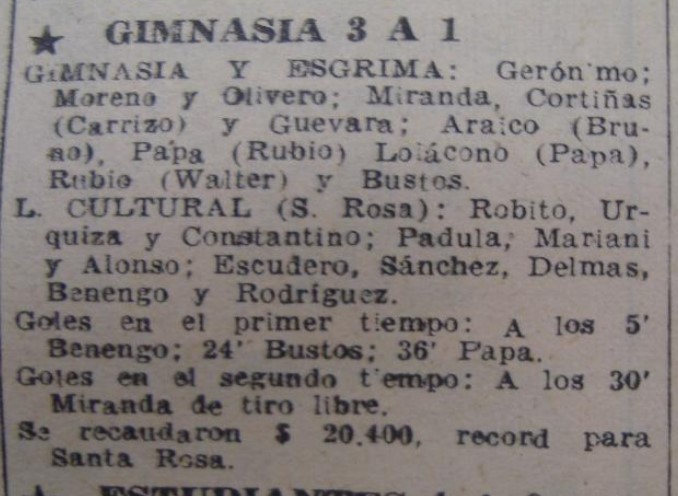 ★ GIMNASIA 3 A 1
GIMNASIA Y ESGRIMA: Gerónimo;
Moreno y Olivero; Miranda, Cortiñas
(Carrizo) y Guevara; Araico (Bru-
no), Papa (Rubio) Loiácono (Papa),
Rubio (Walter) y Bustos.
L. CULTURAL (S. Rosa): Robito, Ur-
quiza y Constantino; Padula, Mariani
y Alonso; Escudero, Sánchez, Delmas,
Benengo y Rodríguez.
Goles en el primer tiempo: A los 5'
Benengo; 24' Bustos; 36' Papa.
Goles en el segundo tiempo: A los 30'
Miranda de tiro libre.
Se recaudaron $ 20.400, record para
Santa Rosa.
★ ESTUDIANTES